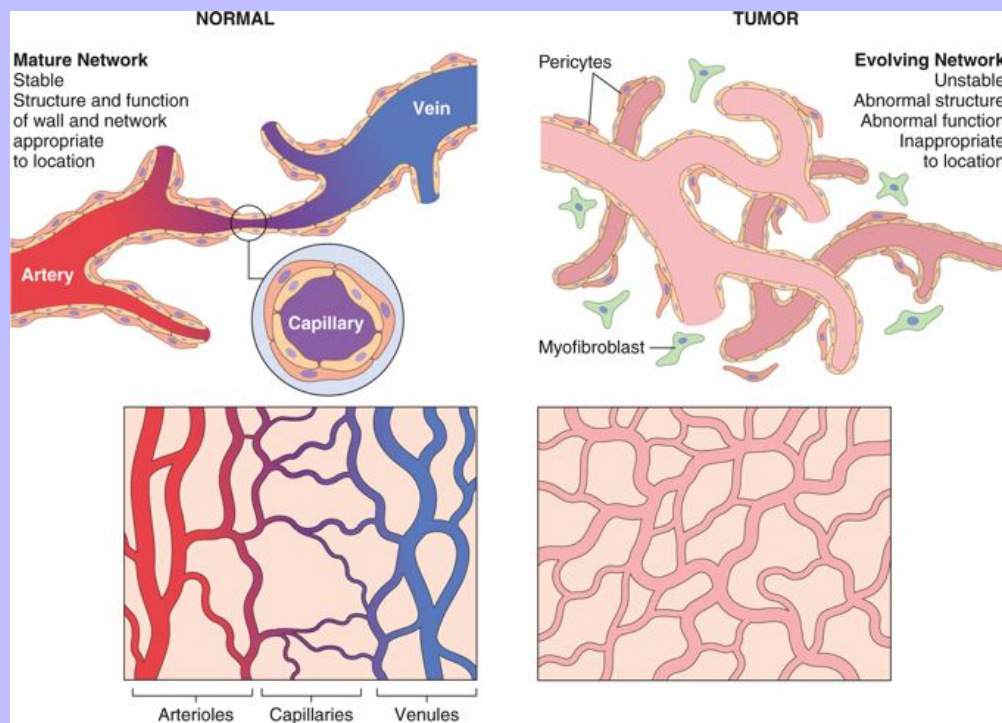 NORMAL
Mature Network
Stable
Structure and function
of wall and network
appropriate
to location
Vein
Artery
Capillary
Arterioles
Capillaries
Venules
TUMOR
Pericytes
Evolving Network
Unstable
Abnormal structure
Abnormal function
Inappropriate
to location
Myofibroblast